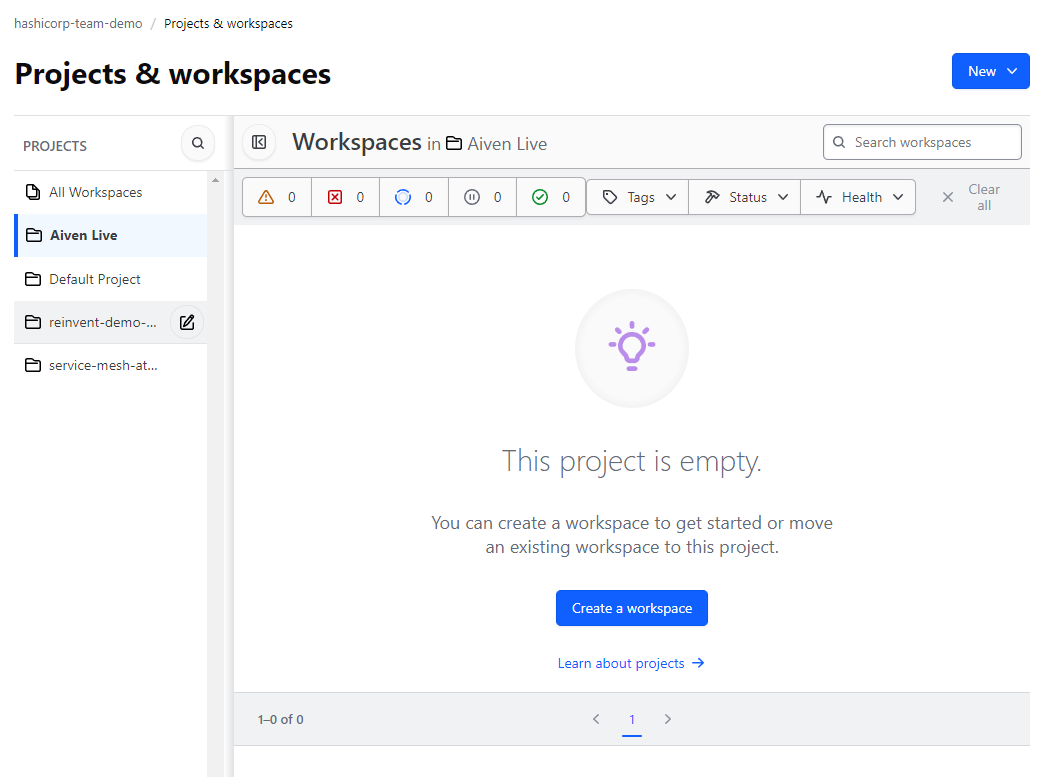 hashicorp-team-demo / Projects & workspaces
Projects & workspaces
New
PROJECTS
All Workspaces
Aiven Live
Default Project
reinvent-demo-...
service-mesh-at...
Workspaces in Aiven Live
Search workspaces
0 0 0 0 0 Tags Status Health
Clear
all
This project is empty.
You can create a workspace to get started or move
an existing workspace to this project.
Create a workspace
Learn about projects →
1–0 of 0
1